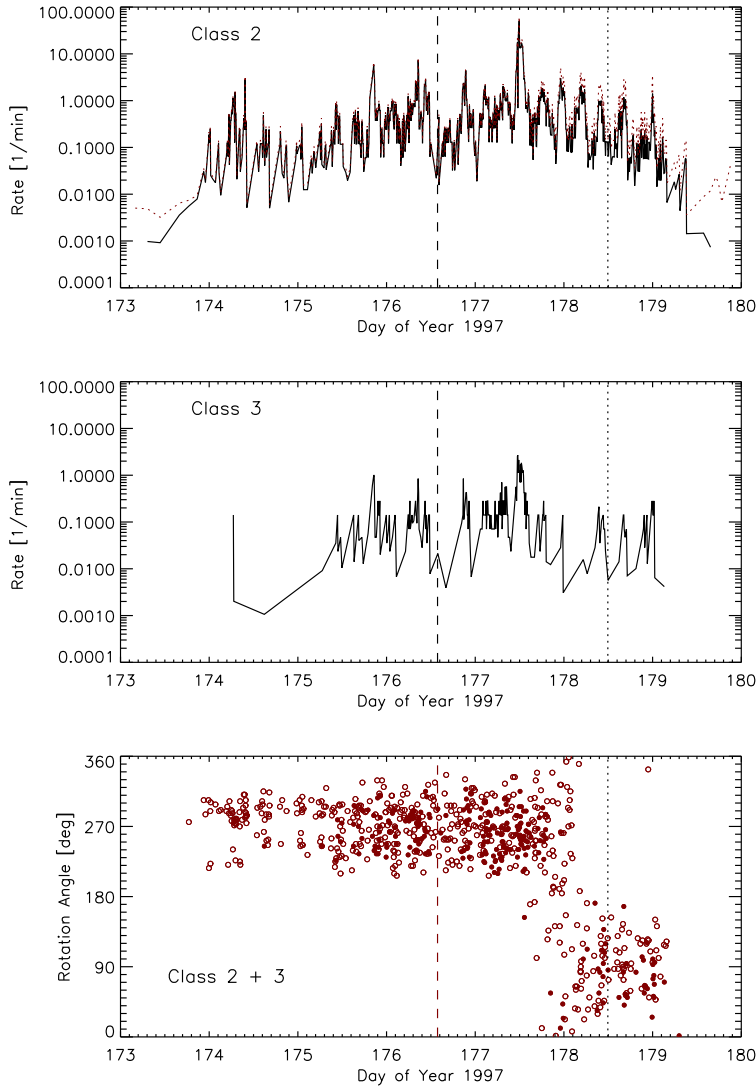 Class 2
Rate [1/min]
100.0000
10.0000
1.0000
0.1000
0.0100
0.0010
0.0001
173 174 175 176 177 178 179 180
Day of Year 1997
Class 3
Rate [1/min]
100.0000
10.0000
1.0000
0.1000
0.0100
0.0010
0.0001
173 174 175 176 177 178 179 180
Day of Year 1997
Rotation Angle [deg]
360
270
180
90
0
Class 2 + 3
173 174 175 176 177 178 179 180
Day of Year 1997